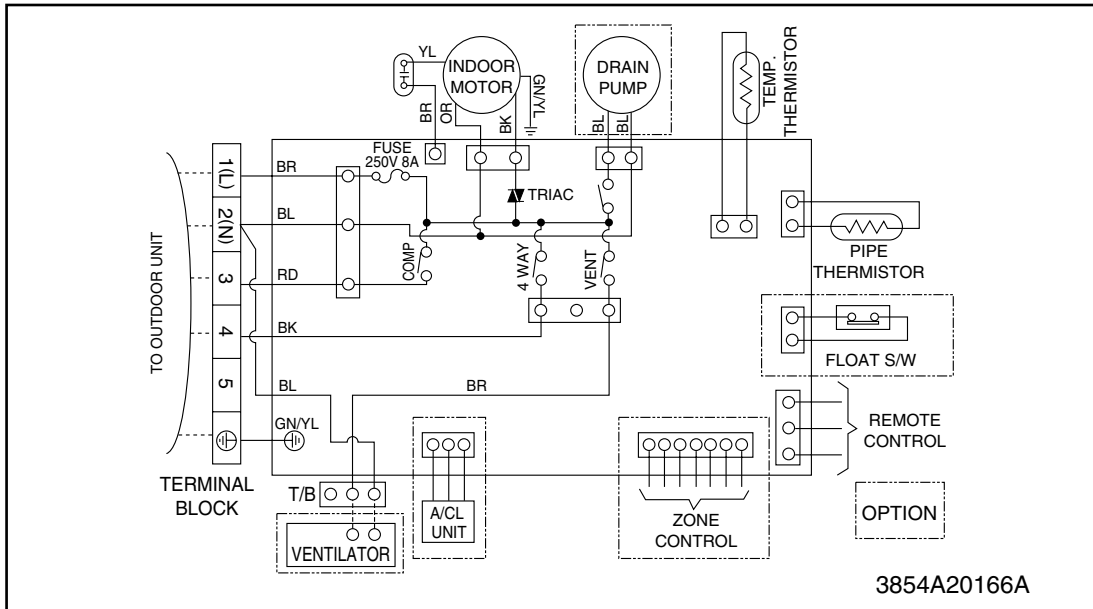 YL
INDOOR
MOTOR
GN/YL
BR
OR
BK
DRAIN
PUMP
BL
BL
TEMP.
THERMISTOR
FUSE
250V 8A
TRIAC
1(L)
2(N)
3
4
5
BR
BL
RD
BK
BL
GN/YL
BR
COMP
4 WAY
VENT
PIPE
THERMISTOR
FLOAT S/W
REMOTE
CONTROL
TO OUTDOOR UNIT
TERMINAL
BLOCK
T/B
VENTILATOR
A/CL
UNIT
ZONE
CONTROL
OPTION
3854A20166A